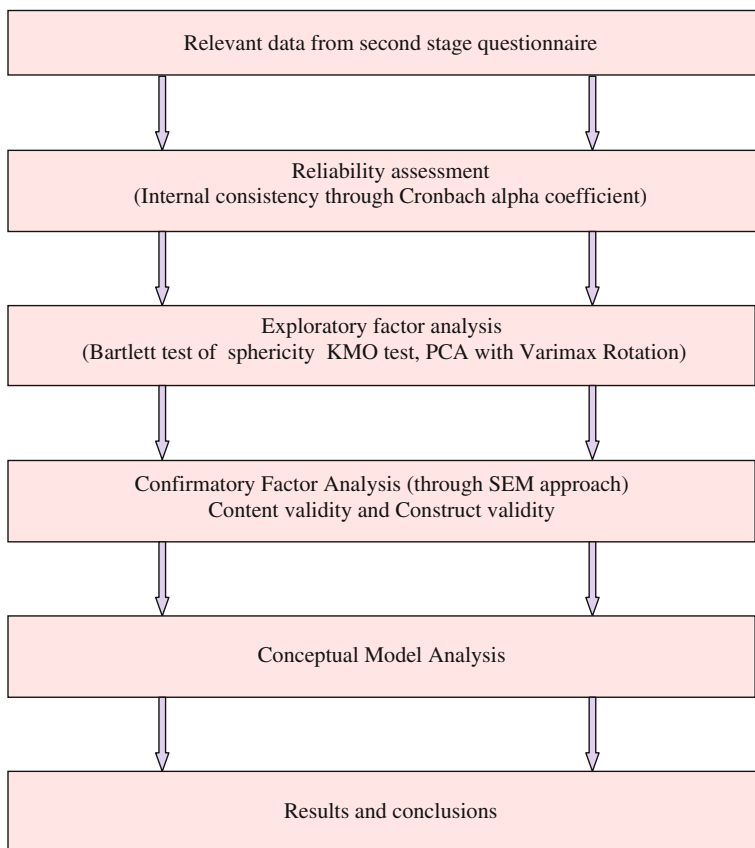 Relevant data from second stage questionnaire
Reliability assessment
(Internal consistency through Cronbach alpha coefficient)
Exploratory factor analysis
(Bartlett test of sphericity KMO test, PCA with Varimax Rotation)
Confirmatory Factor Analysis (through SEM approach)
Content validity and Construct validity
Conceptual Model Analysis
Results and conclusions